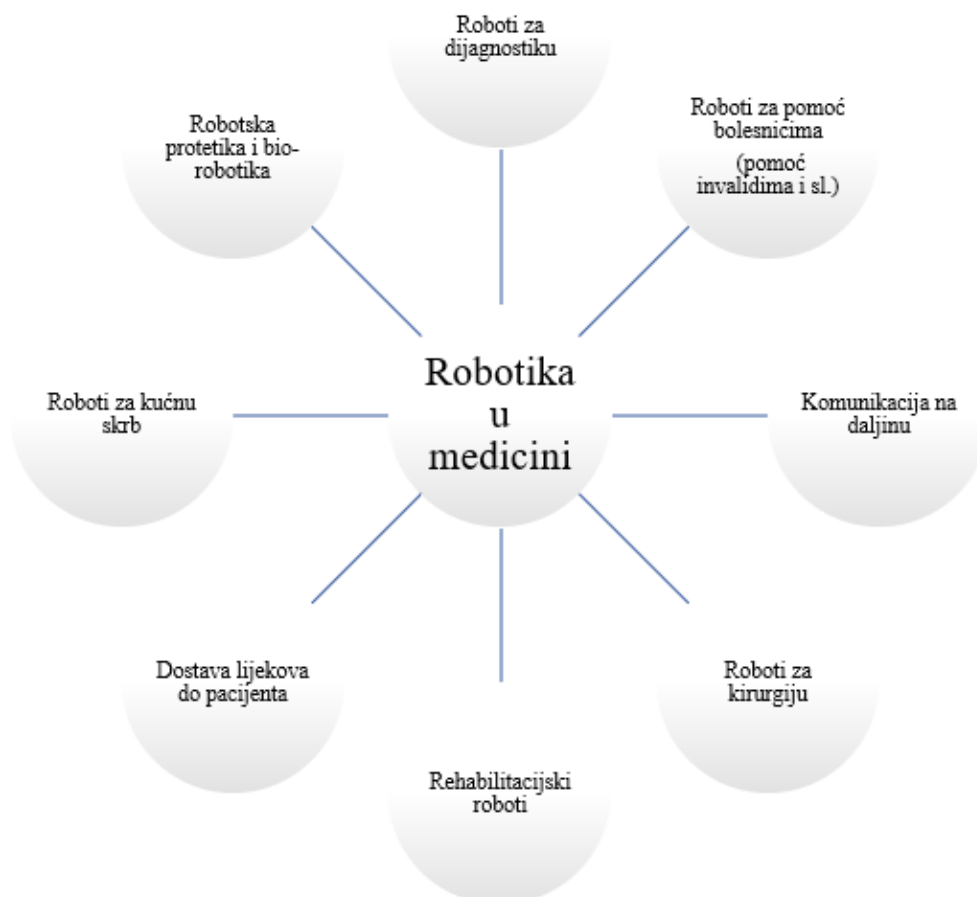 Roboti za
dijagnostiku
Roboti za pomoć
bolesnicima
(pomoć
invalidima i sl.)
Komunikacija na
daljinu
Roboti za
kirurgiju
Rehabilitacijski
roboti
Dostava lijekova
do pacijenta
Roboti za kućnu
skrb
Robotska
protetika i bio-
robotika
Robotika
u
medicini